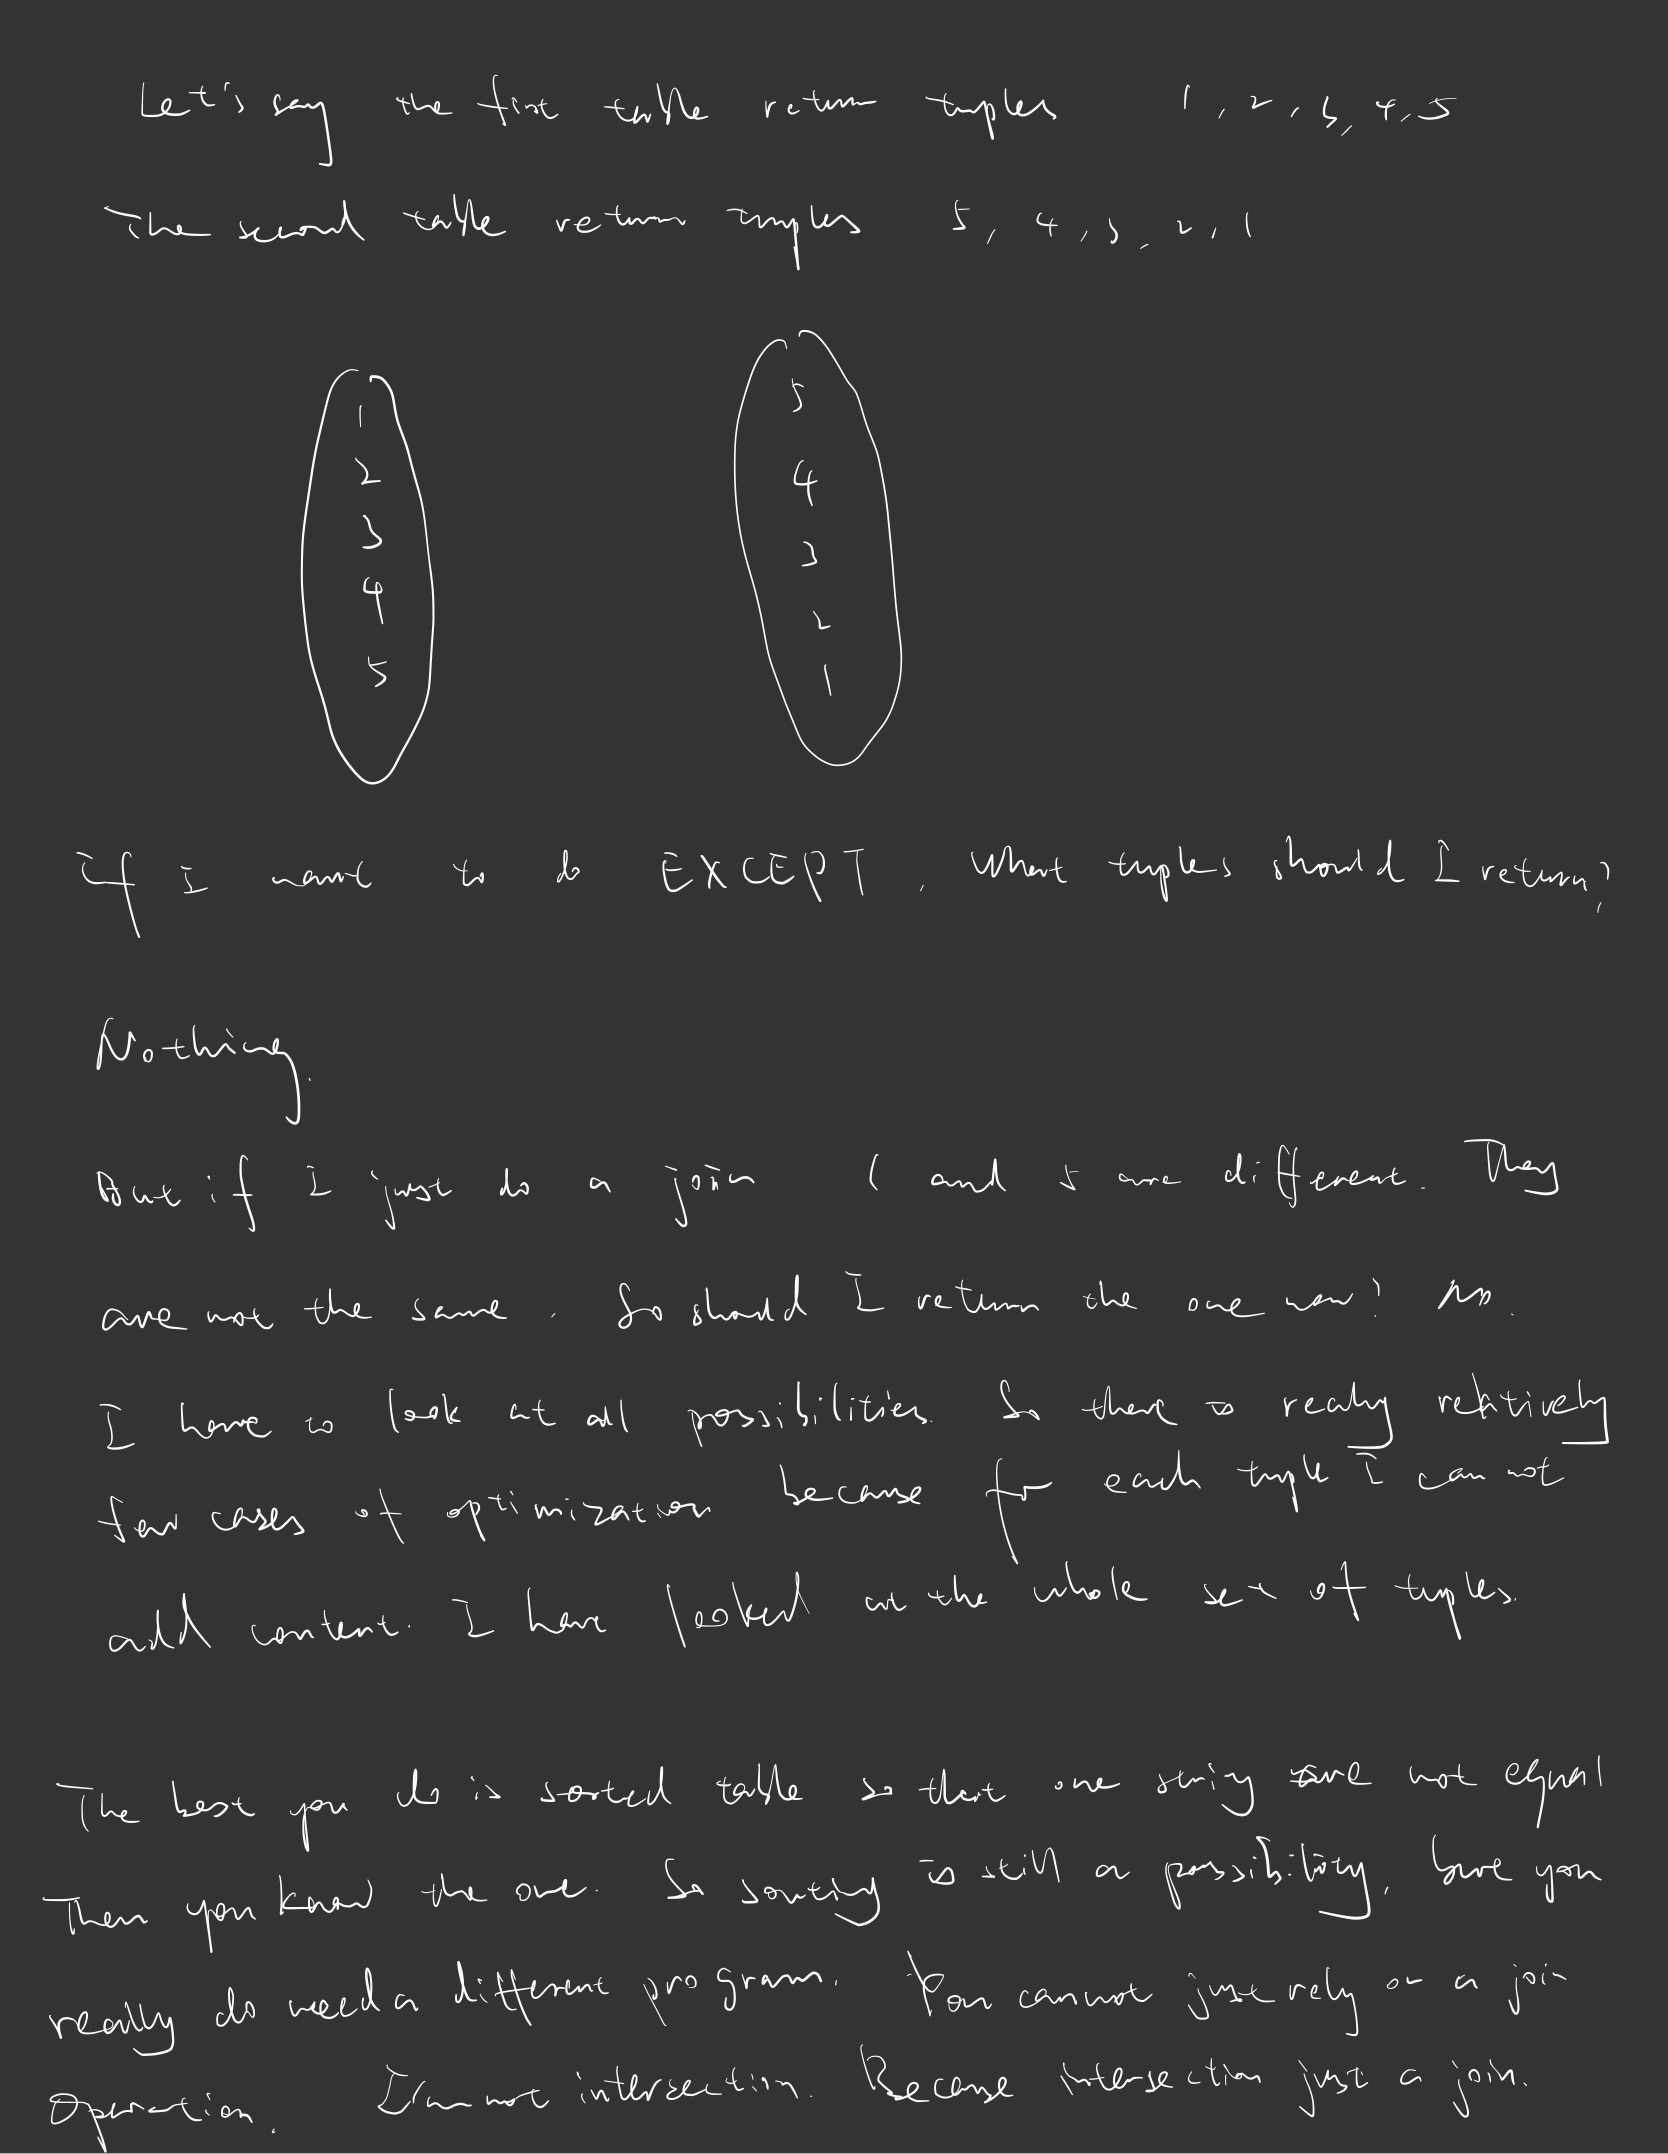 Let's say the first table return tuples 1, 2, 3, 4, 5
The second table return tuples 5, 4, 3, 2, 1
1 5
2 4
3 3
4 2
5 1
If I want to do EXCEPT, What tuples should I return?
Nothing.
But if I just do a join 1 and 5 are different. They
are not the same. So should I return the one now? No.
I have to look at all possibilities. So there is really relatively
few cases of optimization because for each tuple I can not
add content. I have looked at the whole set of tuples.
The best you do is sorted table so that one string are not equal
Then you know the one. So sorting is still a possibility, but you
really do need a different program. You cannot just rely on a join
operation. not intersection. Because intersection just a join.